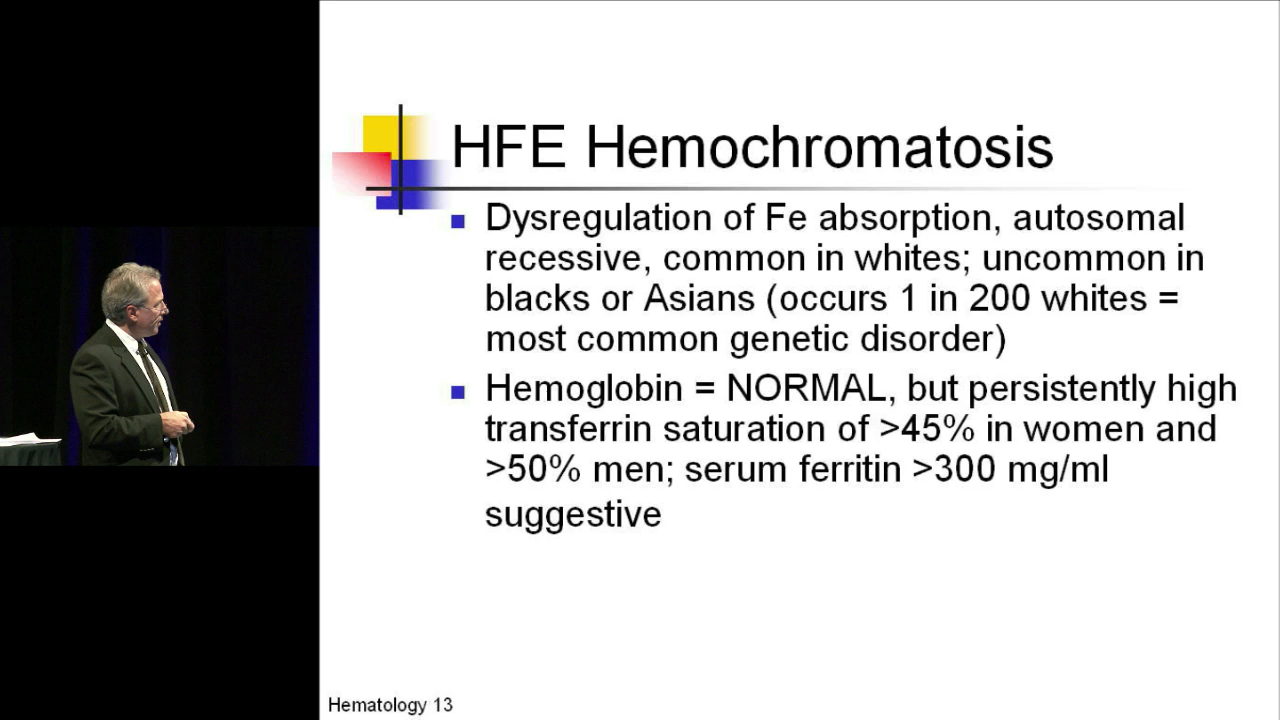 HFE Hemochromatosis
Dysregulation of Fe absorption, autosomal
recessive, common in whites; uncommon in
blacks or Asians (occurs 1 in 200 whites =
most common genetic disorder)
Hemoglobin = NORMAL, but persistently high
transferrin saturation of >45% in women and
>50% men; serum ferritin >300 mg/ml
suggestive
Hematology 13